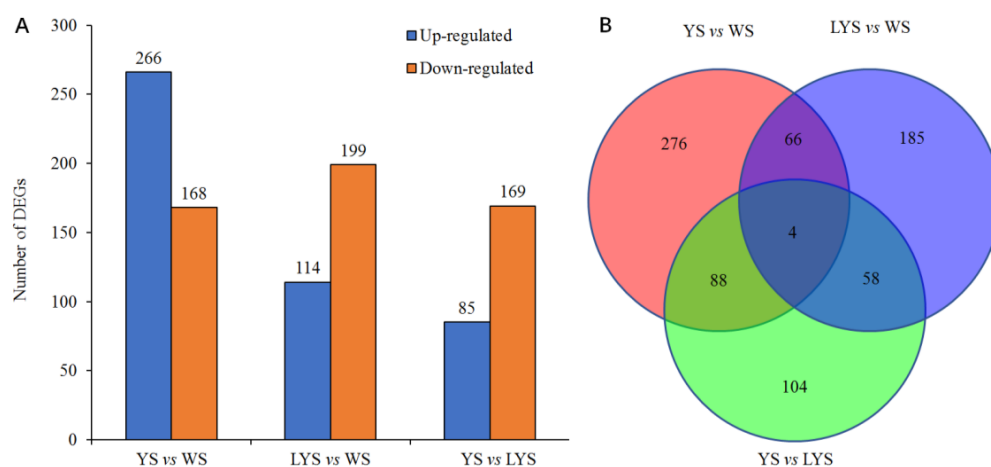 A
300
250
200
150
100
50
0
Number of DEGs
Up-regulated
Down-regulated
266
168
114
199
85
169
YS vs WS
LYS vs WS
YS vs LYS
B
YS vs WS
LYS vs WS
276
66
185
4
88
58
104
YS vs LYS